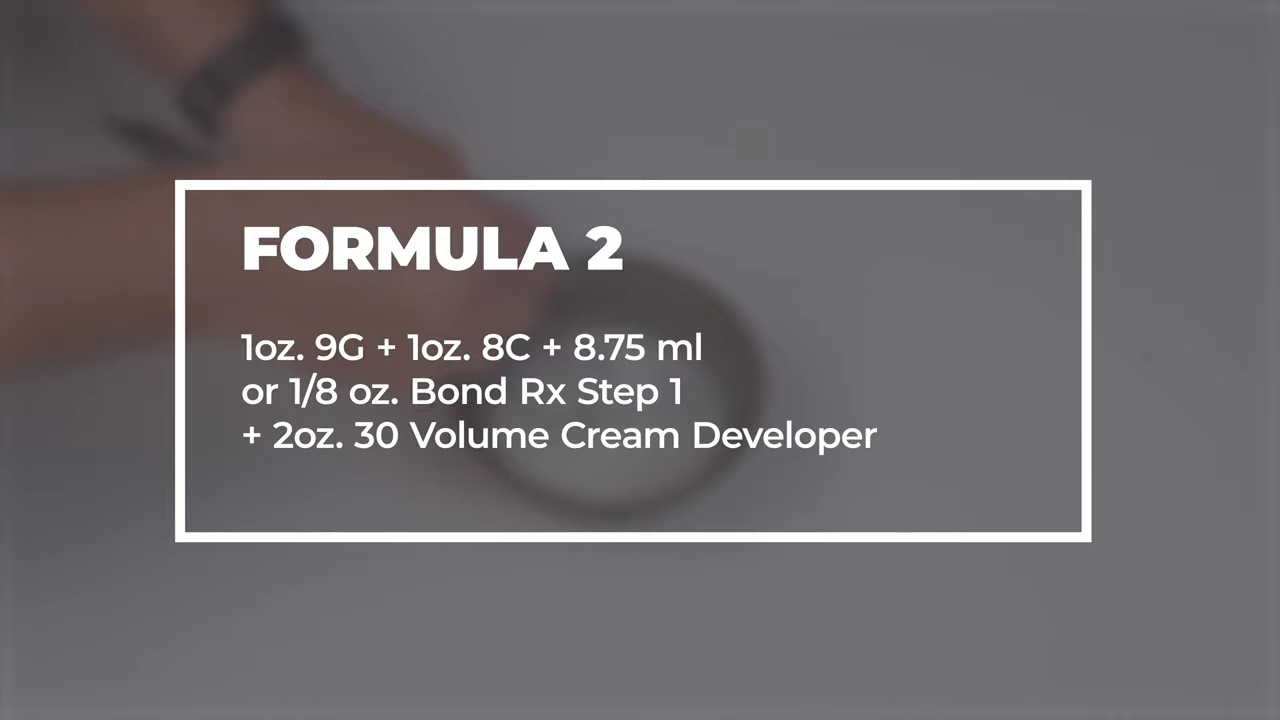 FORMULA 2
1oz. 9G + 1oz. 8C + 8.75 ml
or 1/8 oz. Bond Rx Step 1
+ 2oz. 30 Volume Cream Developer